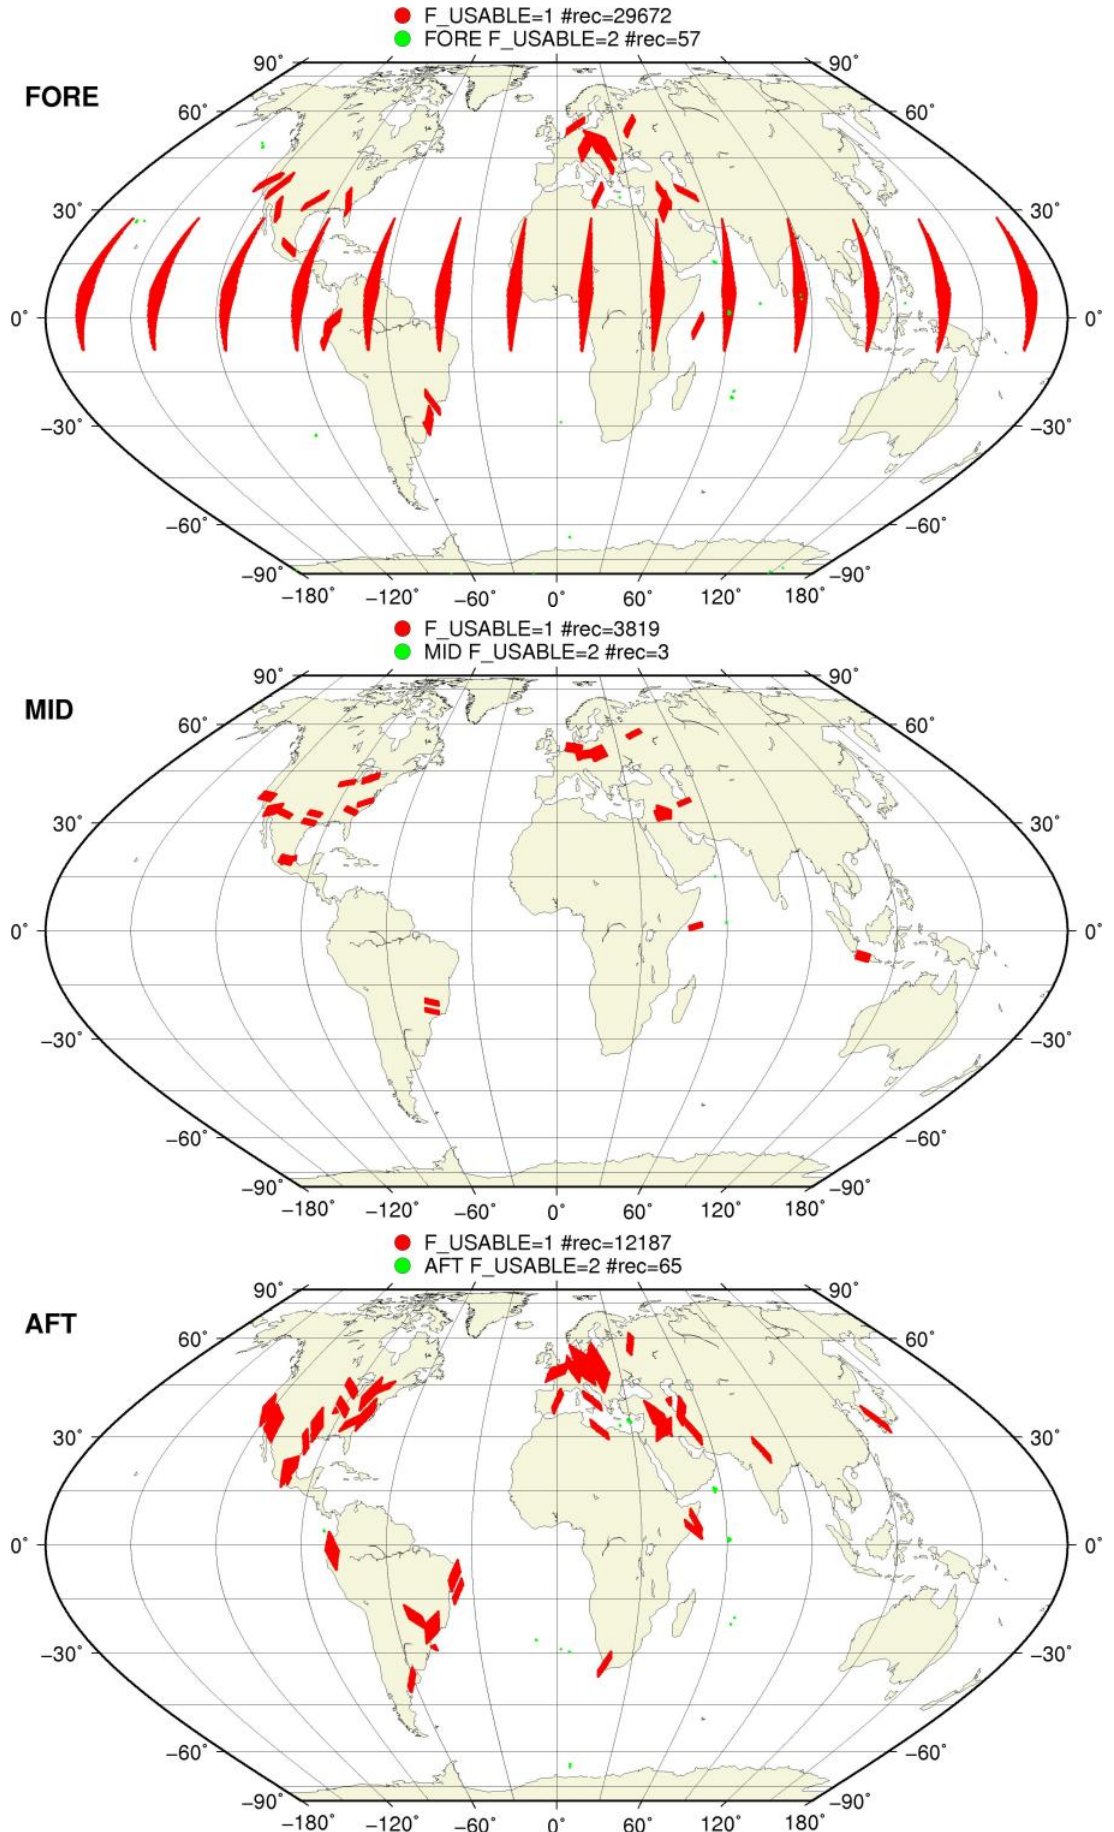 F_USABLE=1 #rec=29672
FORE F_USABLE=2 #rec=57
FORE
90° 90°
60° 60°
30° 30°
0° 0°
−30° −30°
−60° −60°
−90° −90°
−180° −120° −60° 0° 60° 120° 180°
F_USABLE=1 #rec=3819
MID F_USABLE=2 #rec=3
MID
90° 90°
60° 60°
30° 30°
0° 0°
−30° −30°
−60° −60°
−90° −90°
−180° −120° −60° 0° 60° 120° 180°
F_USABLE=1 #rec=12187
AFT F_USABLE=2 #rec=65
AFT
90° 90°
60° 60°
30° 30°
0° 0°
−30° −30°
−60° −60°
−90° −90°
−180° −120° −60° 0° 60° 120° 180°